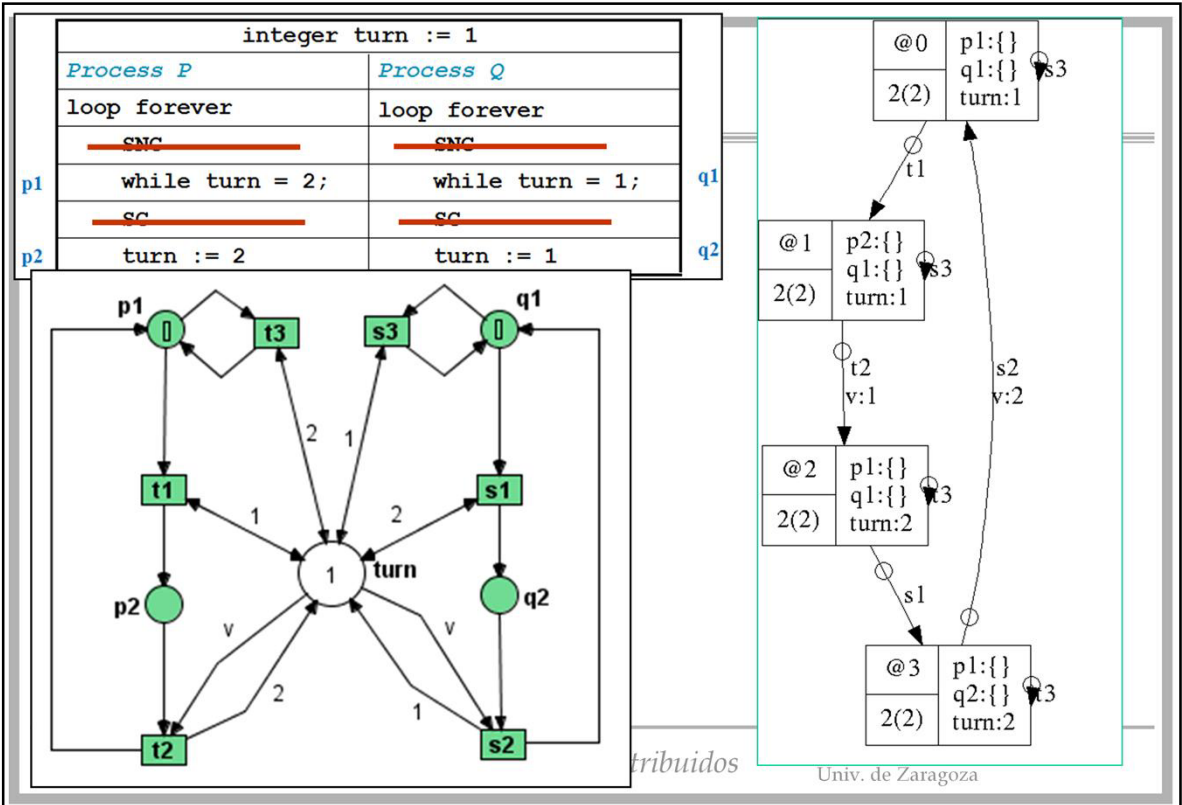 integer turn := 1
Process P Process Q
loop forever loop forever
SNC SNC
p1 while turn = 2; while turn = 1; q1
SC SC
p2 turn := 2 turn := 1 q2
p1 q1
[] []
t3 s3
2 1
t1 s1
1 2
turn
1
p2 q2
v v
2 1
t2 s2
@0 p1:{}
q1:{}
2(2) turn:1
s3
t1
@1 p2:{}
q1:{}
2(2) turn:1
s3
t2
v:1
s2
v:2
@2 p1:{}
q1:{}
2(2) turn:2
t3
s1
@3 p1:{}
q2:{}
2(2) turn:2
t3
tribuidos
Univ. de Zaragoza